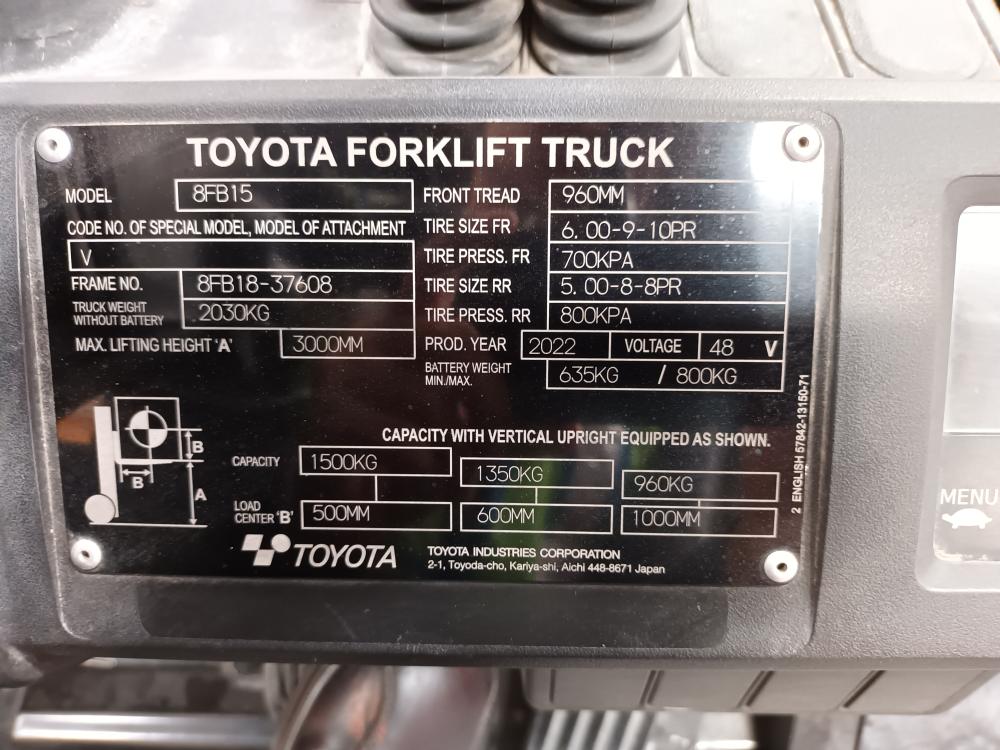 TOYOTA FORKLIFT TRUCK
MODEL 8FB15
CODE NO. OF SPECIAL MODEL, MODEL OF ATTACHMENT
V
FRAME NO. 8FB18-37608
TRUCK WEIGHT
WITHOUT BATTERY 2030KG
MAX. LIFTING HEIGHT 'A' 3000MM
FRONT TREAD 960MM
TIRE SIZE FR 6.00-9-10PR
TIRE PRESS. FR 700KPA
TIRE SIZE RR 5.00-8-8PR
TIRE PRESS. RR 800KPA
PROD. YEAR 2022 VOLTAGE 48 V
BATTERY WEIGHT
MIN./MAX. 635KG / 800KG
B
B
A
CAPACITY WITH VERTICAL UPRIGHT EQUIPPED AS SHOWN.
CAPACITY 1500KG 1350KG 960KG
LOAD
CENTER 'B' 500MM 600MM 1000MM
TOYOTA
TOYOTA INDUSTRIES CORPORATION
2-1, Toyoda-cho, Kariya-shi, Aichi 448-8671 Japan
2 ENGLISH 57842-13150-71
MENU